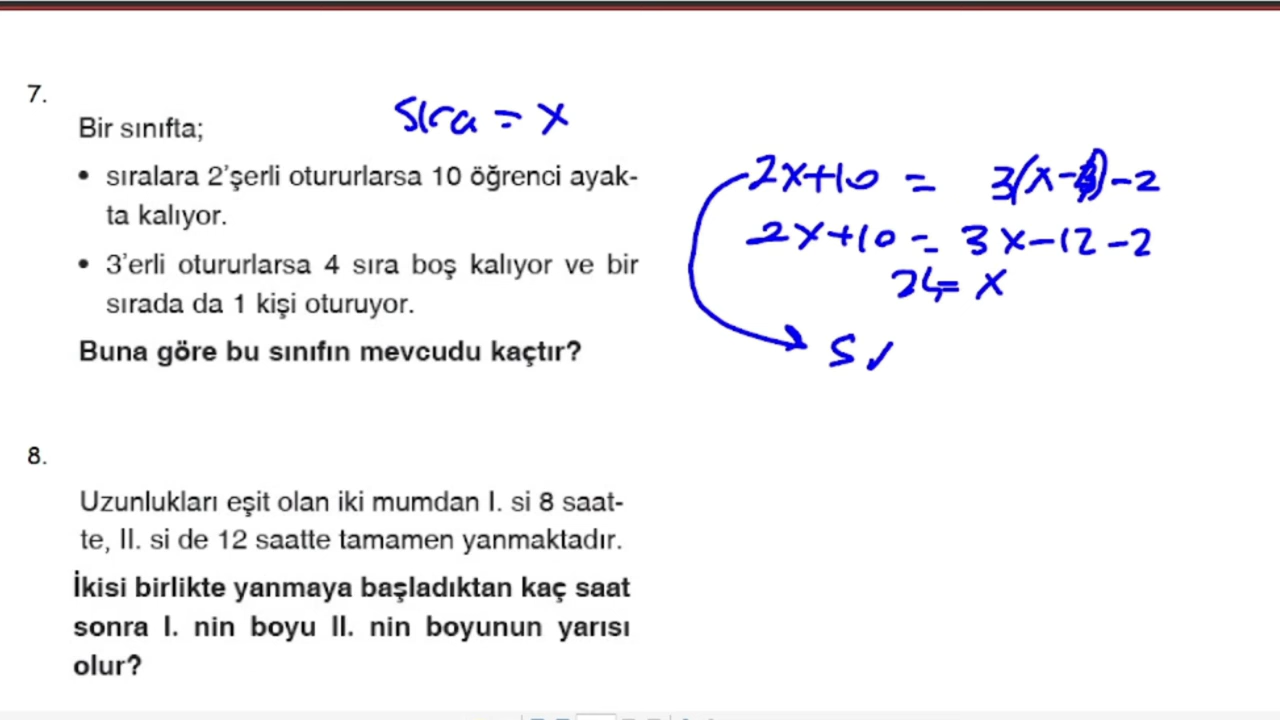 7.
Bir sınıfta;
sıra = x
• sıralara 2'şerli otururlarsa 10 öğrenci ayak-
ta kalıyor.
• 3'erli otururlarsa 4 sıra boş kalıyor ve bir
sırada da 1 kişi oturuyor.
Buna göre bu sınıfın mevcudu kaçtır?
2x+10 = 3(x-4)-2
2x+10 = 3x-12-2
24= x
8.
Uzunlukları eşit olan iki mumdan I. si 8 saat-
te, II. si de 12 saatte tamamen yanmaktadır.
İkisi birlikte yanmaya başladıktan kaç saat
sonra I. nin boyu II. nin boyunun yarısı
olur?